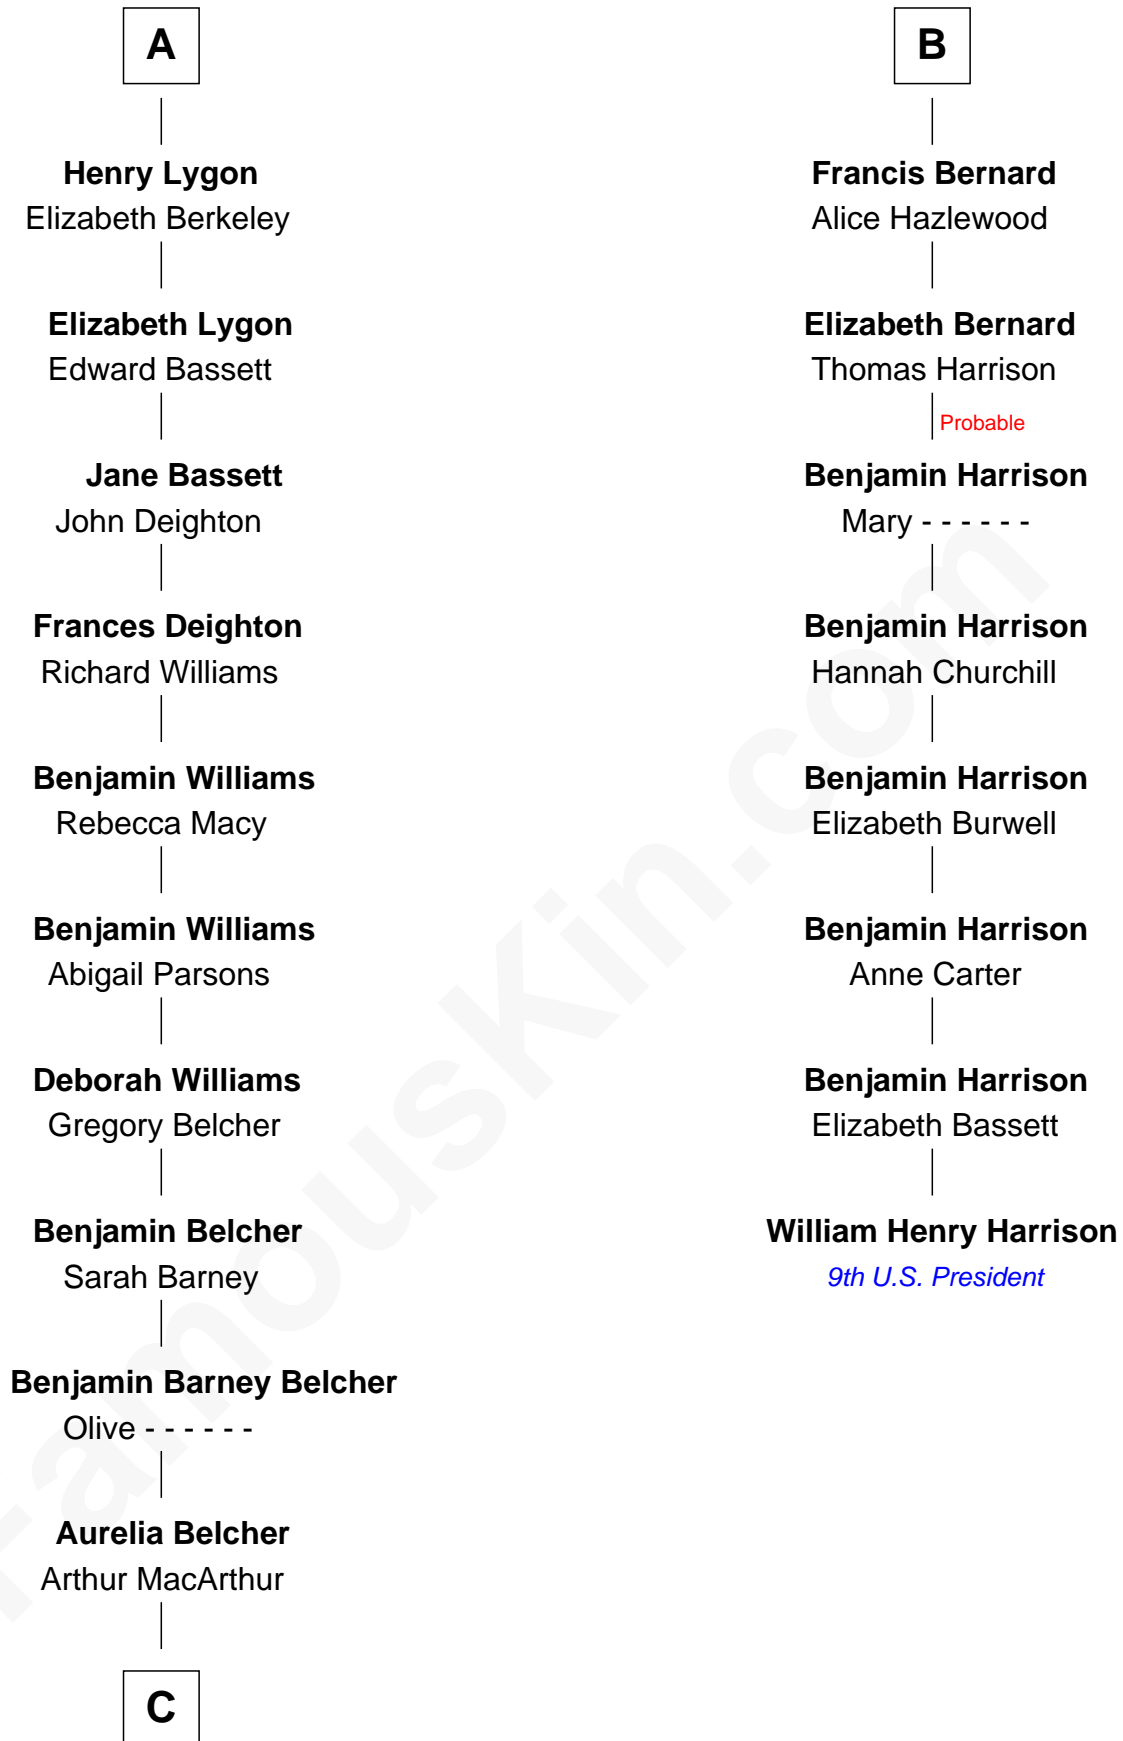 A
Henry Lygon
Elizabeth Berkeley
Elizabeth Lygon
Edward Bassett
Jane Bassett
John Deighton
Frances Deighton
Richard Williams
Benjamin Williams
Rebecca Macy
Benjamin Williams
Abigail Parsons
Deborah Williams
Gregory Belcher
Benjamin Belcher
Sarah Barney
Benjamin Barney Belcher
Olive - - - - - -
Aurelia Belcher
Arthur MacArthur
C
B
Francis Bernard
Alice Hazlewood
Elizabeth Bernard
Thomas Harrison
Probable
Benjamin Harrison
Mary - - - - - -
Benjamin Harrison
Hannah Churchill
Benjamin Harrison
Elizabeth Burwell
Benjamin Harrison
Anne Carter
Benjamin Harrison
Elizabeth Bassett
William Henry Harrison
9th U.S. President
FamousKin.com